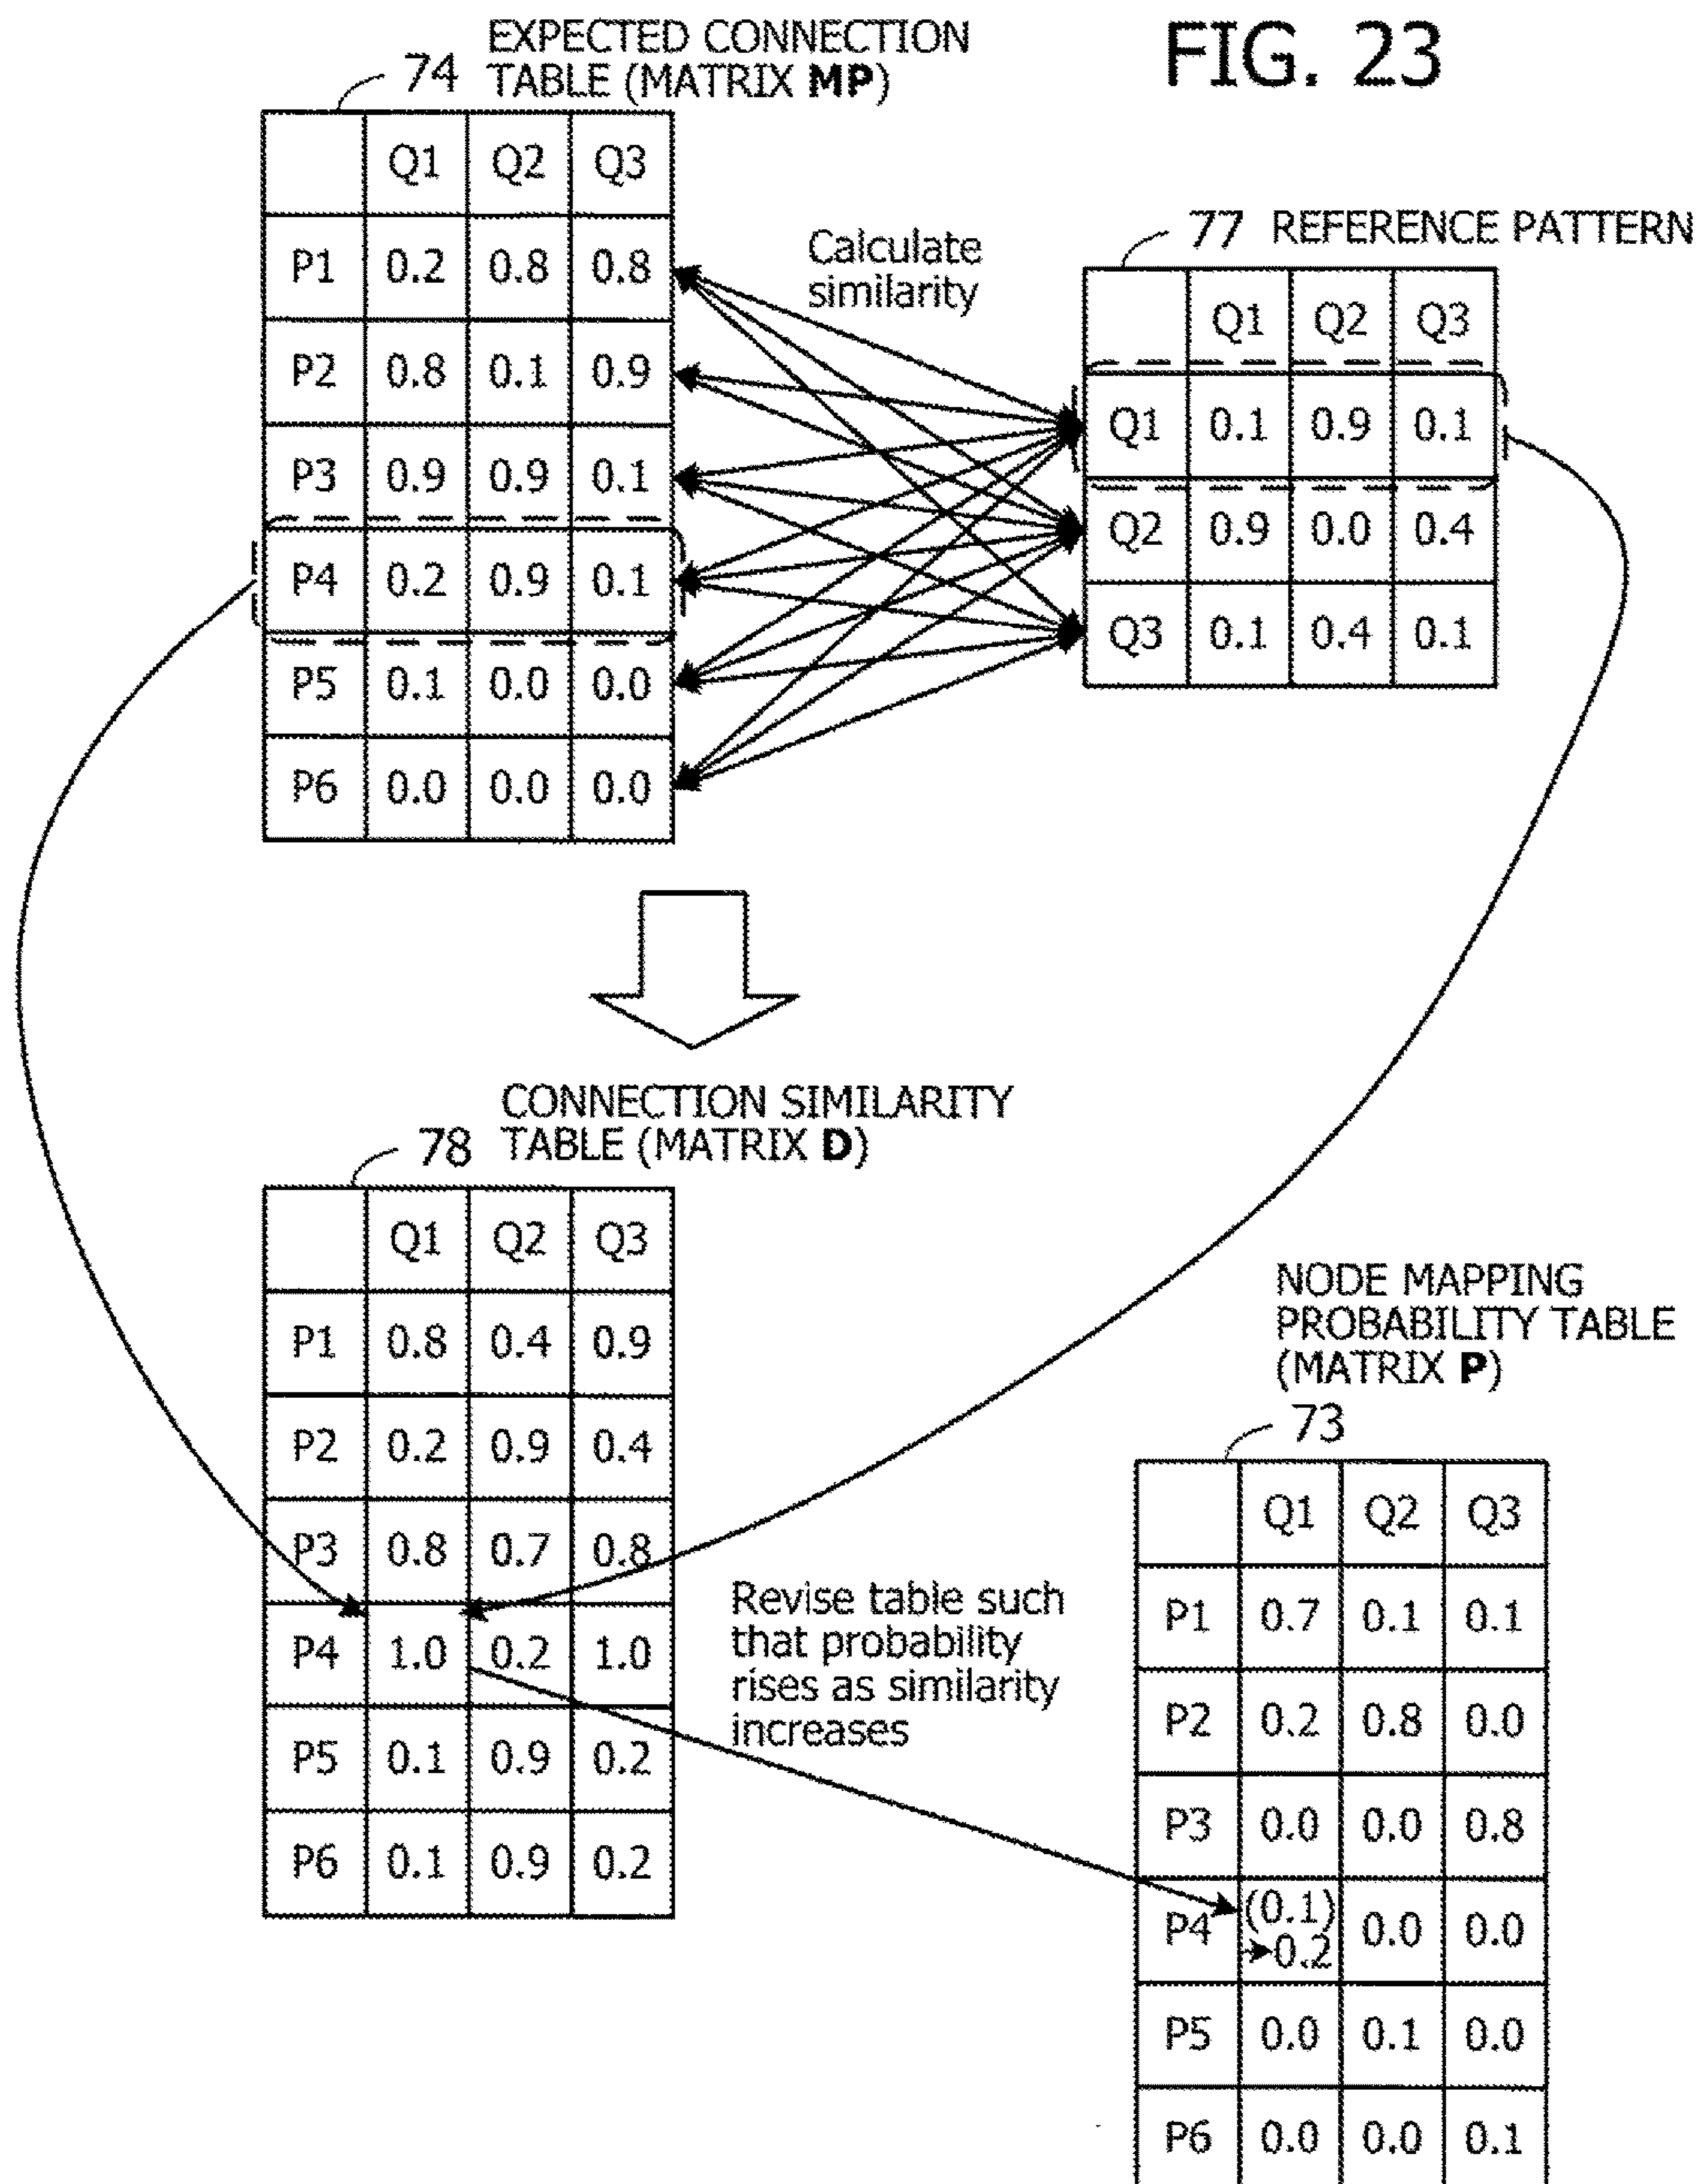 FIG. 23
74 EXPECTED CONNECTION
TABLE (MATRIX MP)
Q1 Q2 Q3
P1 0.2 0.8 0.8
P2 0.8 0.1 0.9
P3 0.9 0.9 0.1
P4 0.2 0.9 0.1
P5 0.1 0.0 0.0
P6 0.0 0.0 0.0
Calculate
similarity
77 REFERENCE PATTERN
Q1 Q2 Q3
Q1 0.1 0.9 0.1
Q2 0.9 0.0 0.4
Q3 0.1 0.4 0.1
CONNECTION SIMILARITY
78 TABLE (MATRIX D)
Q1 Q2 Q3
P1 0.8 0.4 0.9
P2 0.2 0.9 0.4
P3 0.8 0.7 0.8
P4 1.0 0.2 1.0
P5 0.1 0.9 0.2
P6 0.1 0.9 0.2
Revise table such
that probability
rises as similarity
increases
NODE MAPPING
PROBABILITY TABLE
(MATRIX P)
73
Q1 Q2 Q3
P1 0.7 0.1 0.1
P2 0.2 0.8 0.0
P3 0.0 0.0 0.8
P4 (0.1) →0.2 0.0 0.0
P5 0.0 0.1 0.0
P6 0.0 0.0 0.1